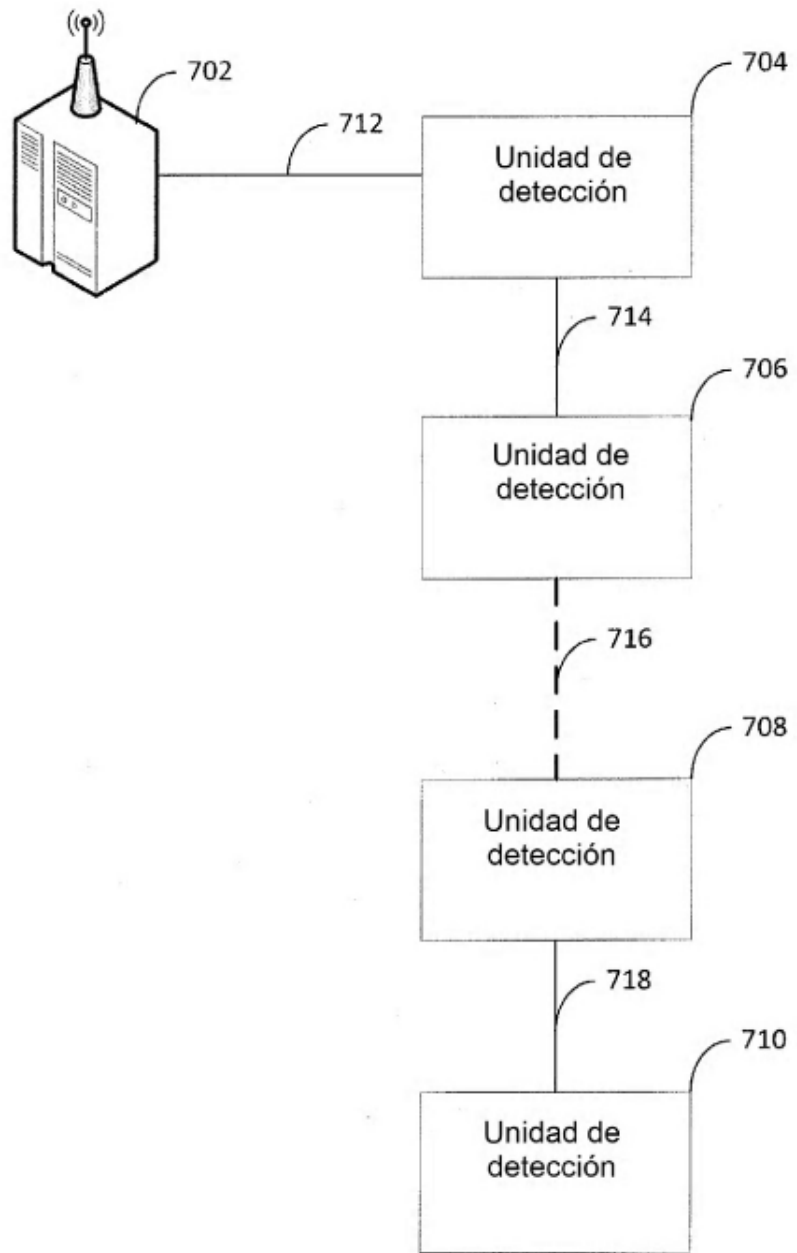 702
704
712
Unidad de
detección
714
706
Unidad de
detección
716
708
Unidad de
detección
718
710
Unidad de
detección